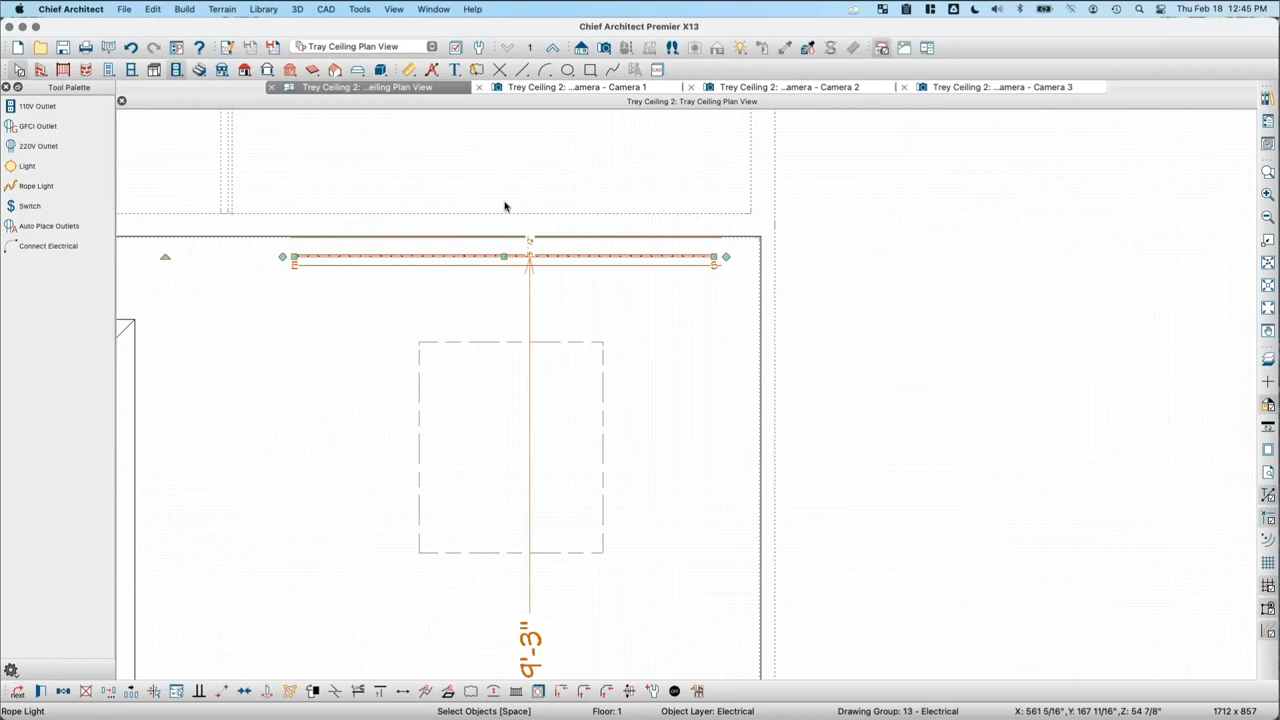 Chief Architect File Edit Build Terrain Library 3D CAD Tools View Window Help Thu Feb 18 12:45 PM
Chief Architect Premier X13
Tray Ceiling Plan View 1
Tool Palette Trey Ceiling 2: ...eiling Plan View Trey Ceiling 2: ...amera - Camera 1 Trey Ceiling 2: ...amera - Camera 2 Trey Ceiling 2: ...amera - Camera 3
Trey Ceiling 2: Tray Ceiling Plan View
110V Outlet
GFCI Outlet
220V Outlet
Light
Rope Light
Switch
Auto Place Outlets
Connect Electrical
E S
9'-3"
next OFF
Rope Light Select Objects [Space] Floor: 1 Object Layer: Electrical Drawing Group: 13 - Electrical X: 561 5/16", Y: 167 11/16", Z: 54 7/8" 1712 x 857